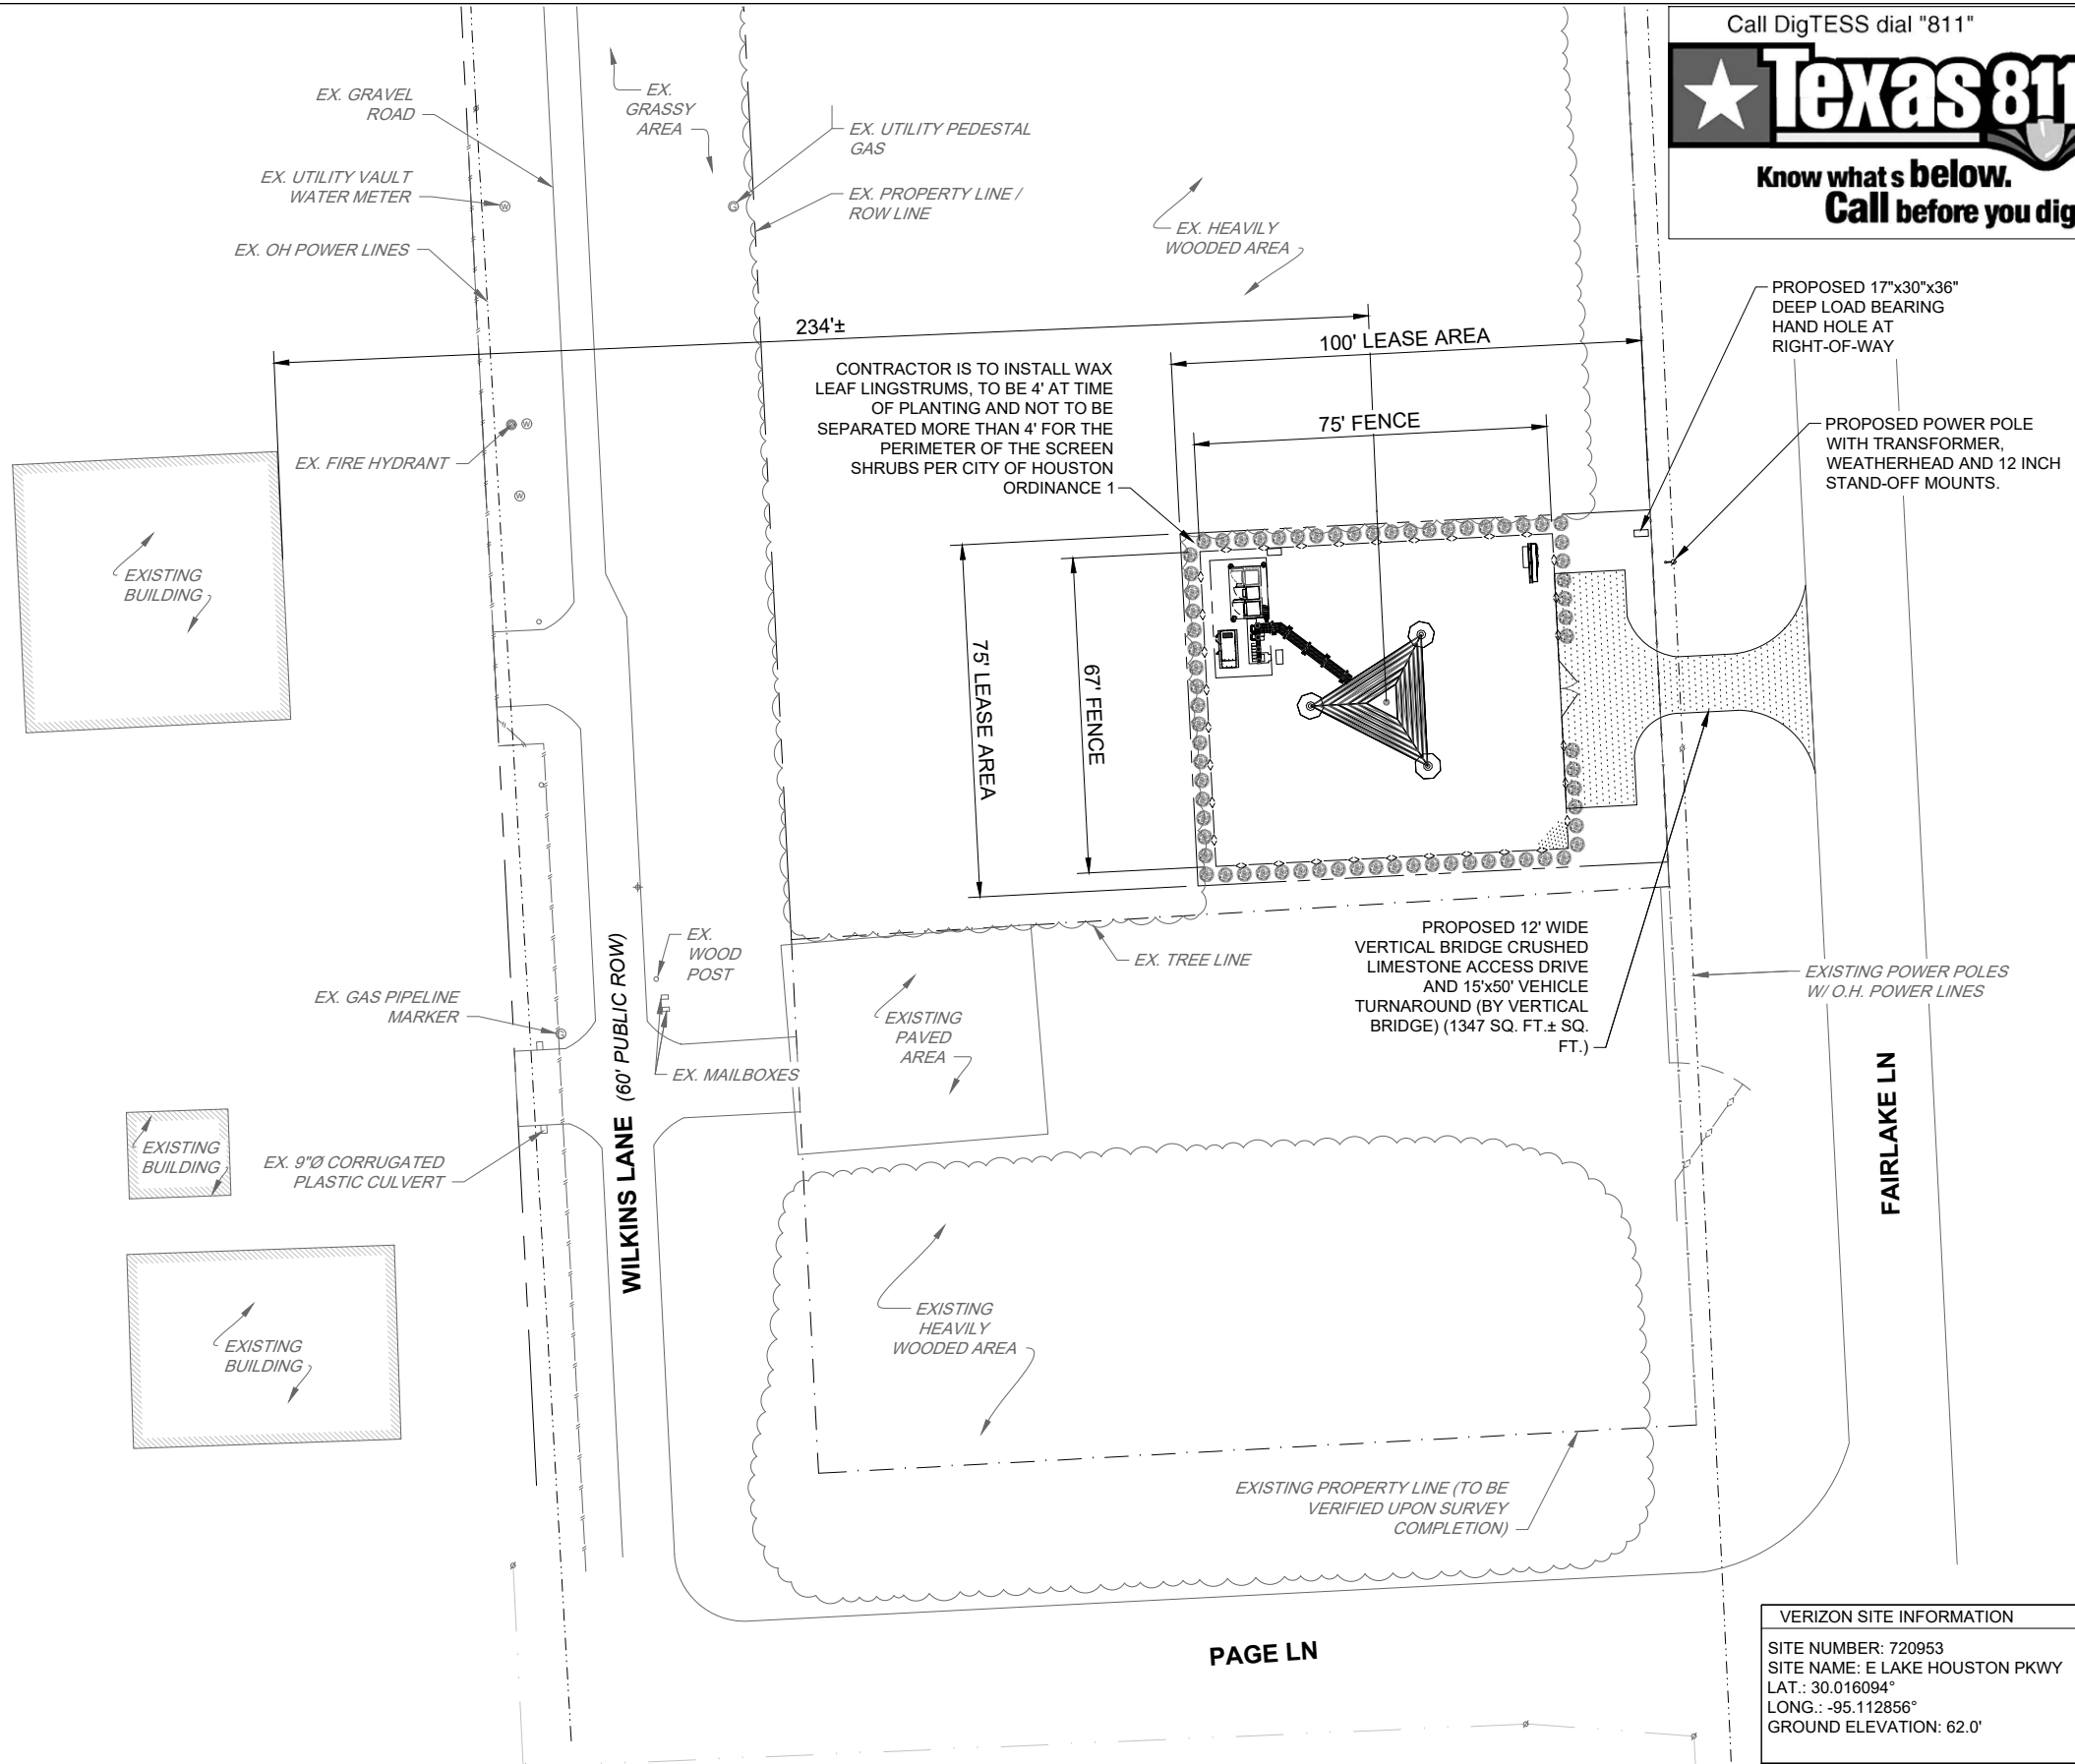 Call DigTESS dial "811"
Texas 811
Know what s below.
Call before you dig
EX. GRAVEL
ROAD
EX.
GRASSY
AREA
EX. UTILITY PEDESTAL
GAS
EX. UTILITY VAULT
WATER METER
EX. PROPERTY LINE /
ROW LINE
EX. OH POWER LINES
EX. HEAVILY
WOODED AREA
PROPOSED 17"x30"x36"
DEEP LOAD BEARING
HAND HOLE AT
RIGHT-OF-WAY
234'±
100' LEASE AREA
CONTRACTOR IS TO INSTALL WAX
LEAF LINGSTRUMS, TO BE 4' AT TIME
OF PLANTING AND NOT TO BE
SEPARATED MORE THAN 4' FOR THE
PERIMETER OF THE SCREEN
SHRUBS PER CITY OF HOUSTON
ORDINANCE 1
75' FENCE
PROPOSED POWER POLE
WITH TRANSFORMER,
WEATHERHEAD AND 12 INCH
STAND-OFF MOUNTS.
W
G
W
W
EX. FIRE HYDRANT
EXISTING
BUILDING
75' LEASE AREA
67' FENCE
PROPOSED 12' WIDE
VERTICAL BRIDGE CRUSHED
LIMESTONE ACCESS DRIVE
AND 15'x50' VEHICLE
TURNAROUND (BY VERTICAL
BRIDGE) (1347 SQ. FT.± SQ.
FT.)
EX.
WOOD
POST
EX. TREE LINE
EXISTING POWER POLES
W/ O.H. POWER LINES
EX. GAS PIPELINE
MARKER
G
EXISTING
PAVED
AREA
EX. MAILBOXES
WILKINS LANE (60' PUBLIC ROW)
FAIRLAKE LN
EXISTING
BUILDING
EX. 9"Ø CORRUGATED
PLASTIC CULVERT
EXISTING
BUILDING
EXISTING
HEAVILY
WOODED AREA
EXISTING PROPERTY LINE (TO BE
VERIFIED UPON SURVEY
COMPLETION)
PAGE LN
VERIZON SITE INFORMATION
SITE NUMBER: 720953
SITE NAME: E LAKE HOUSTON PKWY
LAT.: 30.016094°
LONG.: -95.112856°
GROUND ELEVATION: 62.0'